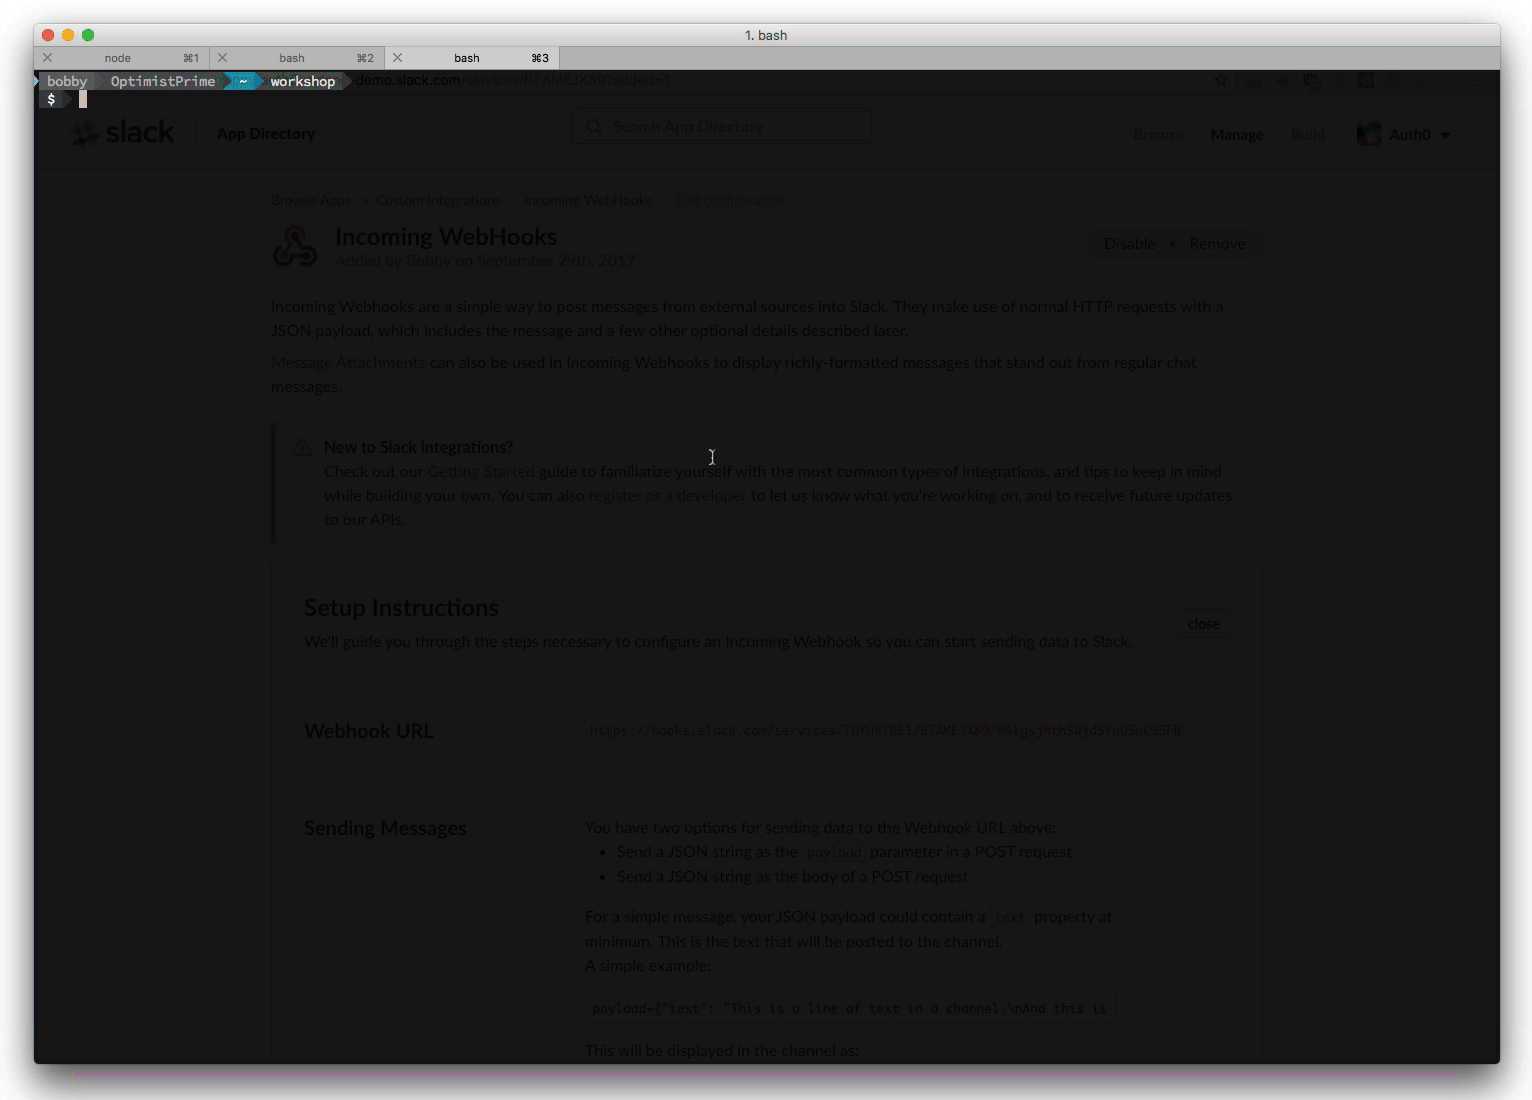 1. bash
node ⌘1 bash ⌘2 bash ⌘3
bobby OptimistPrime ~ workshop demo.slack.com/services/B7AMEJX89?added=1
$
slack App Directory Search App Directory Browse Manage Build Auth0
Browse Apps Custom Integrations Incoming WebHooks Edit configuration
Incoming WebHooks
Disable • Remove
Added by Bobby on September 29th, 2017
Incoming Webhooks are a simple way to post messages from external sources into Slack. They make use of normal HTTP requests with a
JSON payload, which includes the message and a few other optional details described later.
Message Attachments can also be used in Incoming Webhooks to display richly-formatted messages that stand out from regular chat
messages.
New to Slack integrations?
Check out our Getting Started guide to familiarize yourself with the most common types of integrations, and tips to keep in mind
while building your own. You can also register as a developer to let us know what you're working on, and to receive future updates
to our APIs.
Setup Instructions
close
We'll guide you through the steps necessary to configure an Incoming Webhook so you can start sending data to Slack.
Webhook URL
Sending Messages
You have two options for sending data to the Webhook URL above:
• Send a JSON string as the payload parameter in a POST request
• Send a JSON string as the body of a POST request
For a simple message, your JSON payload could contain a text property at
minimum. This is the text that will be posted to the channel.
A simple example:
payload={"text": "This is a line of text in a channel.\nAnd this is
This will be displayed in the channel as: